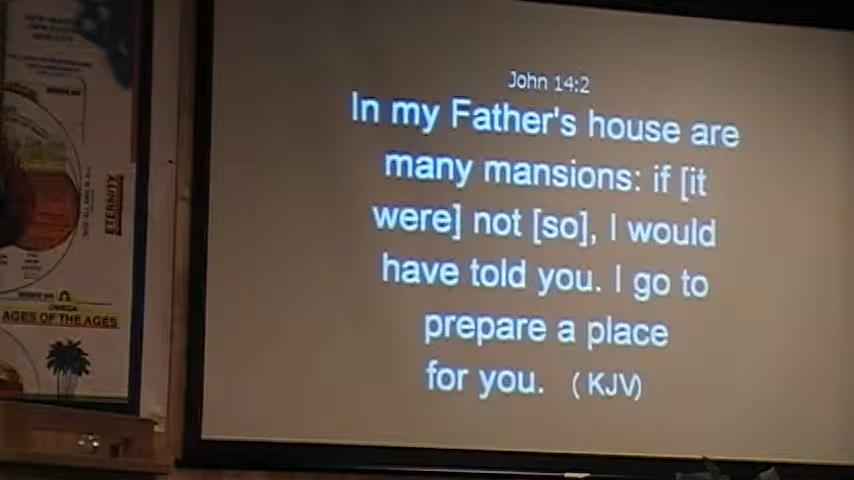 John 14:2
In my Father's house are
many mansions: if [it
were] not [so], I would
have told you. I go to
prepare a place
for you. (KJV)
ETERNITY
OMEGA
AGES OF THE AGES